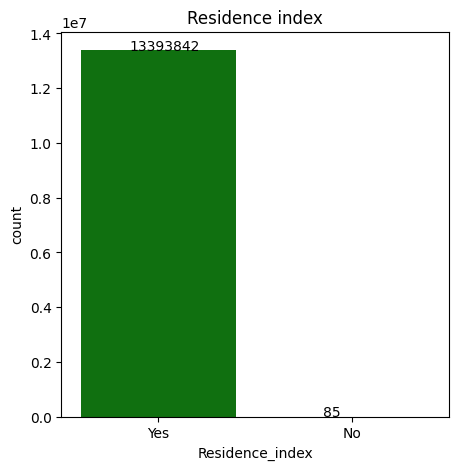 Residence index
1e7
13393842
1.4
1.2
1.0
0.8
0.6
0.4
0.2
0.0
85
count
Yes
No
Residence_index